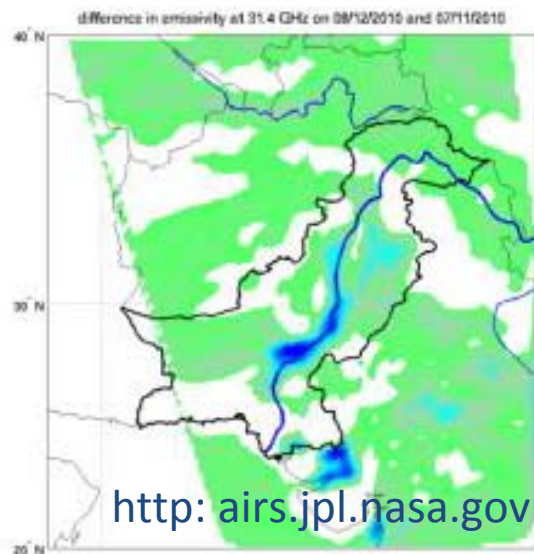 difference in emissivity at 31.4 GHz on 08/12/2010 and 07/11/2010
40° N
30° N
http: airs.jpl.nasa.gov
20° N